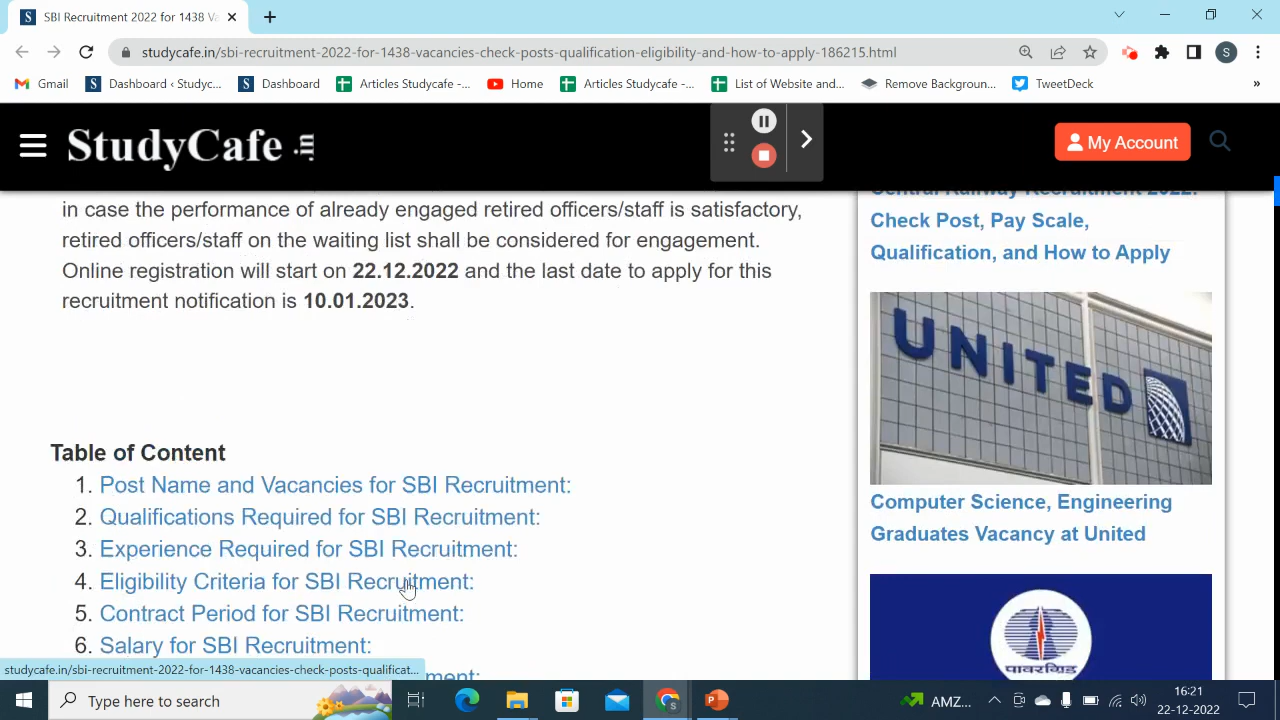 SBI Recruitment 2022 for 1438 Va
studycafe.in/sbi-recruitment-2022-for-1438-vacancies-check-posts-qualification-eligibility-and-how-to-apply-186215.html
S
Gmail
Dashboard ‹ Studyc...
Dashboard
Articles Studycafe -...
Home
Articles Studycafe -...
List of Website and...
Remove Backgroun...
TweetDeck
»
StudyCafe .in
My Account
in case the performance of already engaged retired officers/staff is satisfactory,
retired officers/staff on the waiting list shall be considered for engagement.
Online registration will start on 22.12.2022 and the last date to apply for this
recruitment notification is 10.01.2023.
Table of Content
1. Post Name and Vacancies for SBI Recruitment:
2. Qualifications Required for SBI Recruitment:
3. Experience Required for SBI Recruitment:
4. Eligibility Criteria for SBI Recruitment:
5. Contract Period for SBI Recruitment:
6. Salary for SBI Recruitment:
Central Railway Recruitment 2022:
Check Post, Pay Scale,
Qualification, and How to Apply
UNITED
Computer Science, Engineering
Graduates Vacancy at United
पावरग्रिड
studycafe.in/sbi-recruitment-2022-for-1438-vacancies-check-posts-qualificat...
Type here to search
AMZ...
16:21
22-12-2022